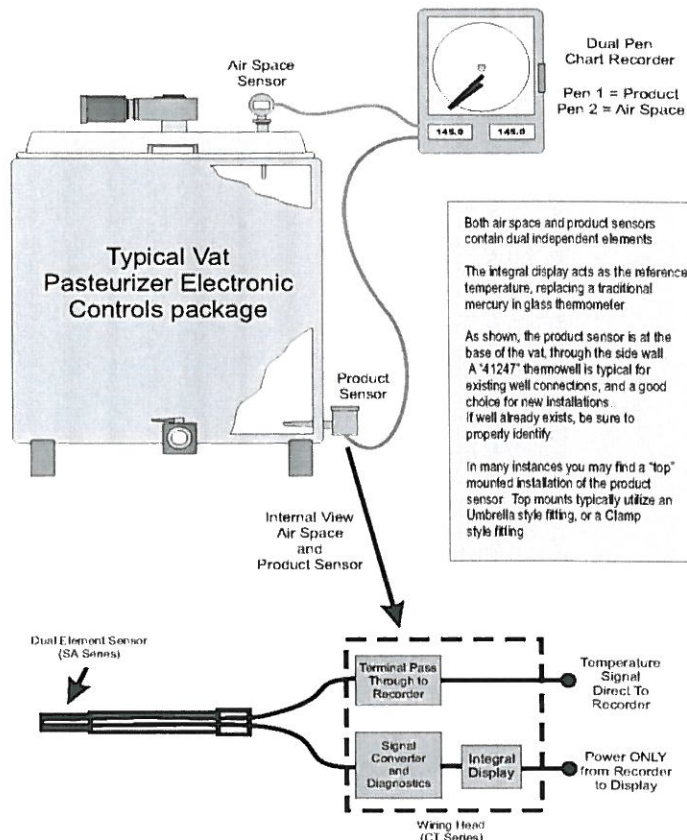 Air Space
Sensor
Dual Pen
Chart Recorder
Pen 1 = Product
Pen 2 = Air Space
145.0 145.0
Typical Vat
Pasteurizer Electronic
Controls package
Product
Sensor
Both air space and product sensors
contain dual independent elements
The integral display acts as the reference
temperature, replacing a traditional
mercury in glass thermometer
As shown, the product sensor is at the
base of the vat, through the side wall
A "41247" thermowell is typical for
existing well connections, and a good
choice for new installations
If well already exists, be sure to
properly identify
In many instances you may find a "top"
mounted installation of the product
sensor Top mounts typically utilize an
Umbrella style fitting, or a Clamp
style fitting
Internal View
Air Space
and
Product Sensor
Dual Element Sensor
(SA Series)
Terminal Pass
Through to
Recorder
Temperature
Signal
Direct To
Recorder
Signal
Converter
and
Diagnostics
Integral
Display
Power ONLY
from Recorder
to Display
Wiring Head
(CT Series)